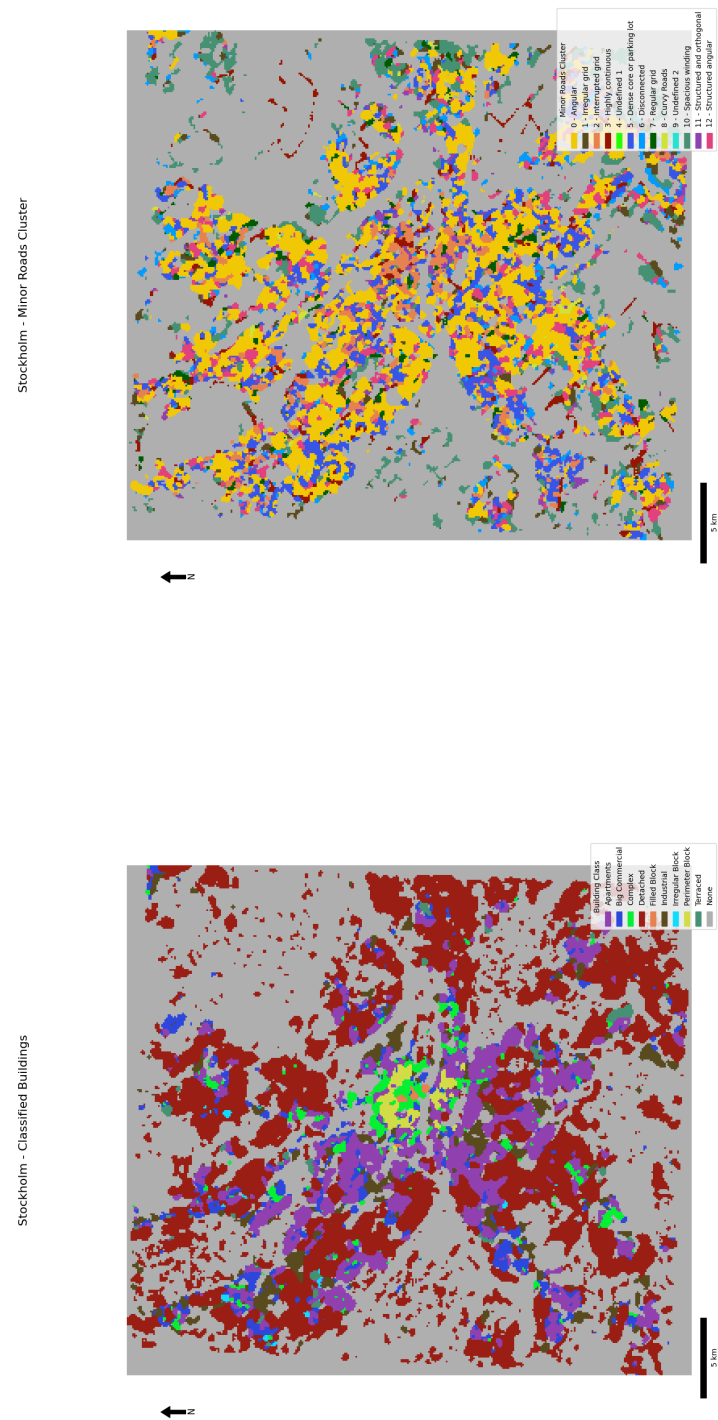 Stockholm - Minor Roads Cluster
Minor Roads Cluster
0 - Angular
1 - Irregular grid
2 - Interrupted grid
3 - Highly continuous
4 - Undefined 1
5 - Dense core or parking lot
6 - Disconnected
7 - Regular grid
8 - Curvy Roads
9 - Undefined 2
10 - Spacious winding
11 - Structured and orthogonal
12 - Structured angular
5 km
N
Stockholm - Classified Buildings
Building Class
Apartments
Big Commercial
Complex
Detached
Filled Block
Industrial
Irregular Block
Perimeter Block
Terraced
None
5 km
N